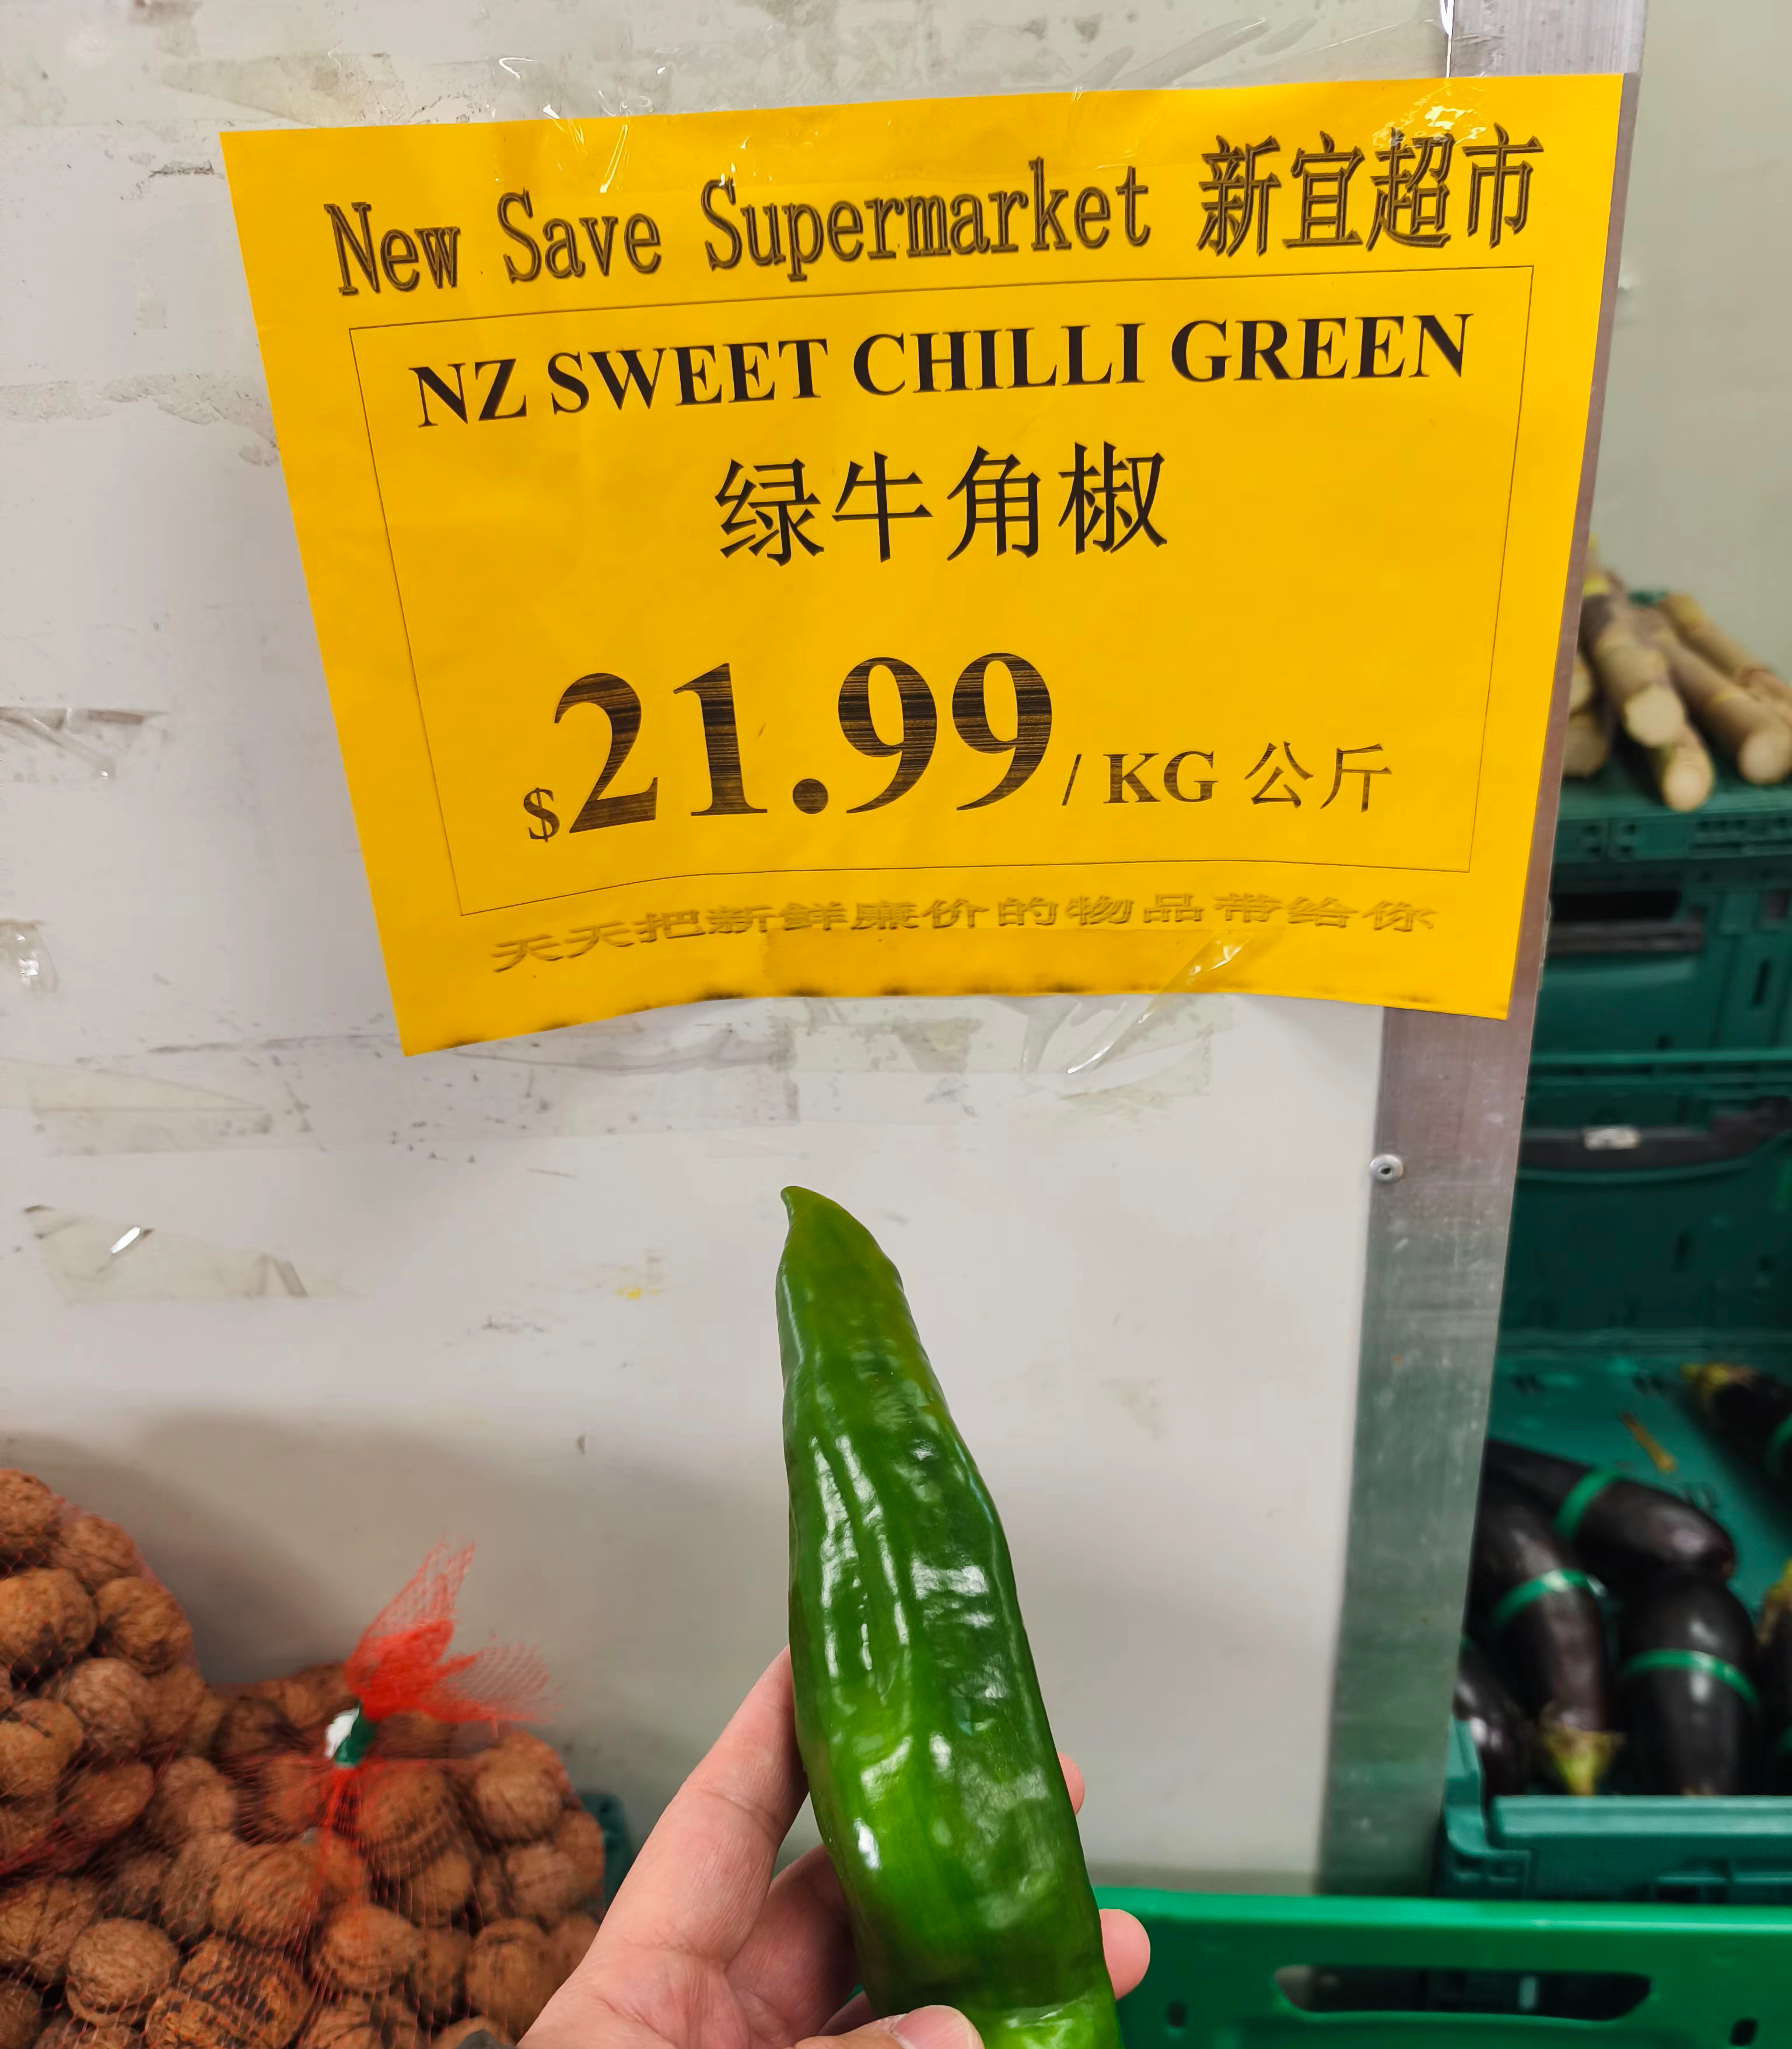 New Save Supermarket 新宜超市
NZ SWEET CHILLI GREEN
绿牛角椒
$21.99/ KG 公斤
天天把新鲜廉价的物品带给你